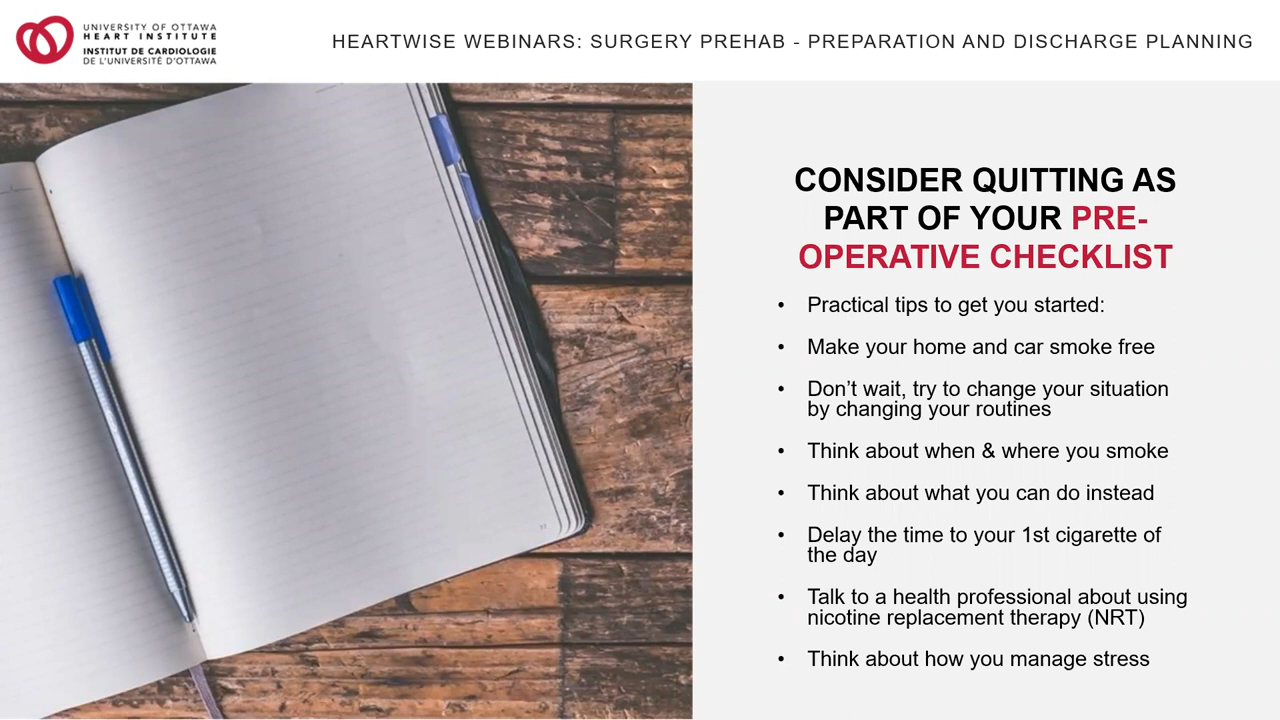 UNIVERSITY OF OTTAWA
HEART INSTITUTE
INSTITUT DE CARDIOLOGIE
DE L'UNIVERSITÉ D'OTTAWA
HEARTWISE WEBINARS: SURGERY PREHAB - PREPARATION AND DISCHARGE PLANNING
CONSIDER QUITTING AS
PART OF YOUR PRE-
OPERATIVE CHECKLIST
• Practical tips to get you started:
• Make your home and car smoke free
• Don’t wait, try to change your situation
by changing your routines
• Think about when & where you smoke
• Think about what you can do instead
• Delay the time to your 1st cigarette of
the day
• Talk to a health professional about using
nicotine replacement therapy (NRT)
• Think about how you manage stress